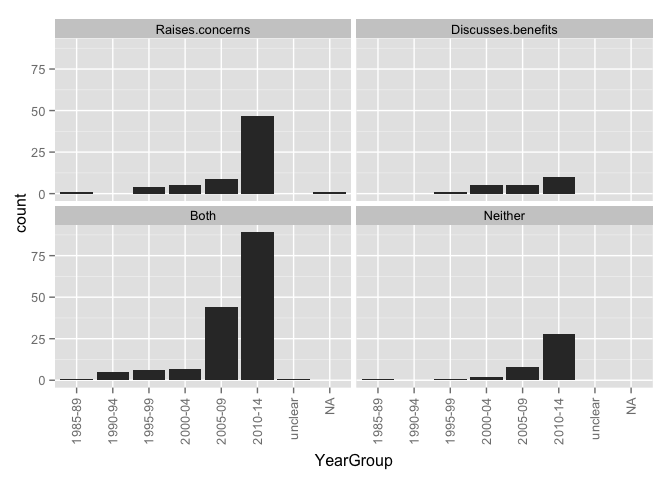 Raises.concerns
Discusses.benefits
75
50
25
0
count
Both
Neither
75
50
25
0
1985-89
1990-94
1995-99
2000-04
2005-09
2010-14
unclear
NA
1985-89
1990-94
1995-99
2000-04
2005-09
2010-14
unclear
NA
YearGroup